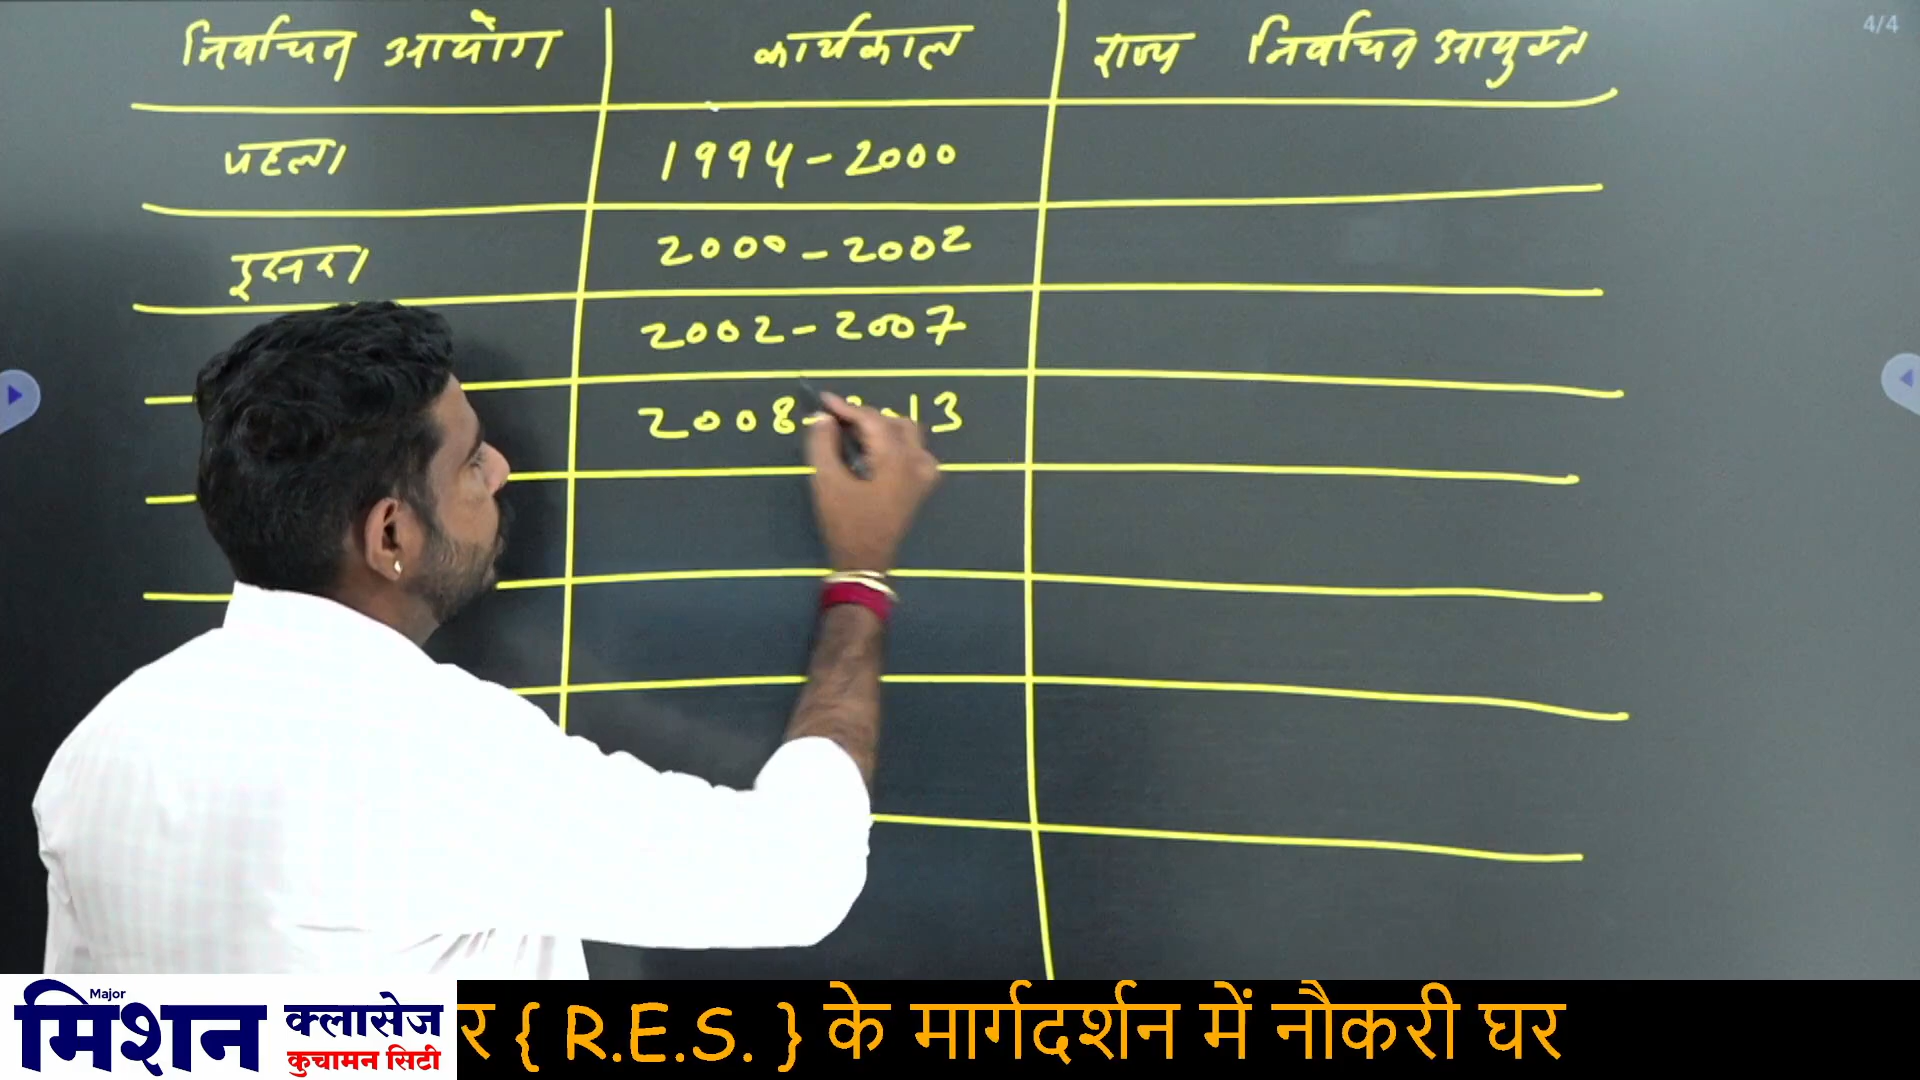 4/4
निर्वाचन आयोग कार्यकाल राज्य निर्वाचन आयुक्त
पहला 1994-2000
दूसरा 2000-2002
2002-2007
2008-2013
Major
मिशन क्लासेज
कुचामन सिटी
र { R.E.S. } के मार्गदर्शन में नौकरी घर